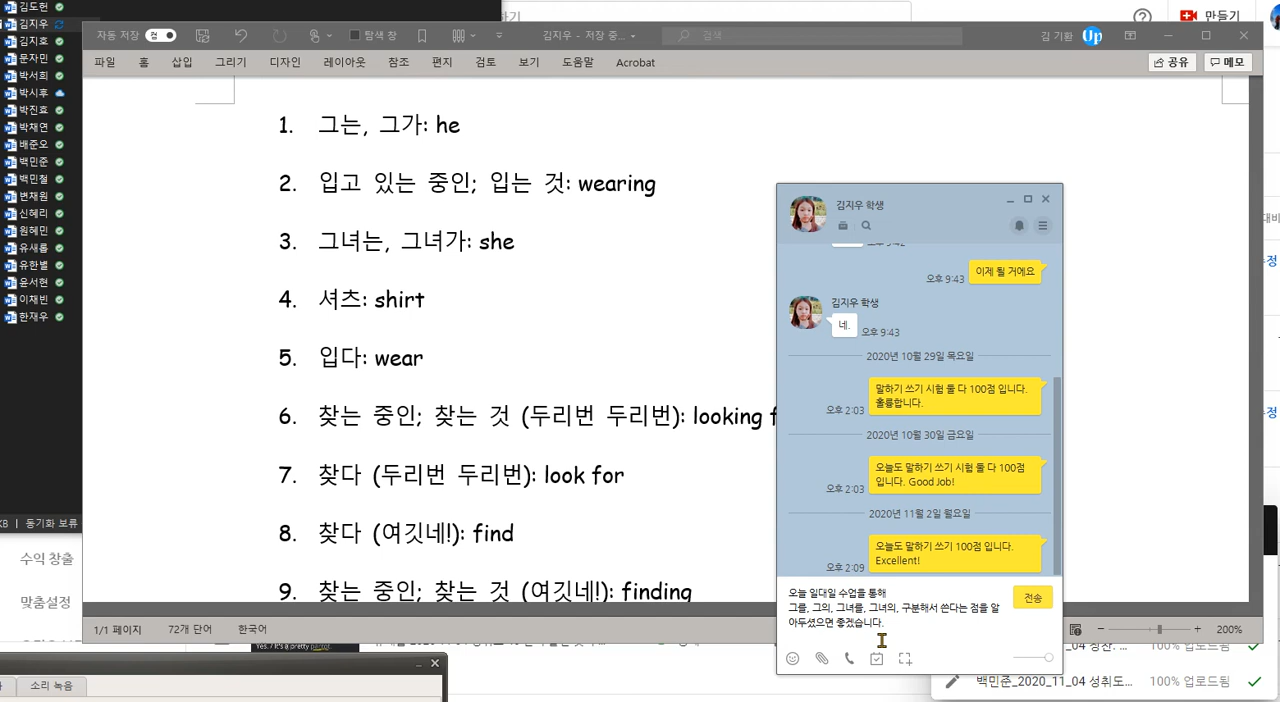 김도헌
김지우
김지호
문자민
박서희
박시후
박진호
박채연
배준오
백민준
백민철
변재원
신혜린
원혜민
유새롬
유한별
윤서현
이재빈
한재우
KB | 동기화 보류
수익 창출
맞춤설정
소리 녹음
만들기
자동 저장
탐색 창
김지우 - 저장 중...
검색
김 기환
Up
파일 홈 삽입 그리기 디자인 레이아웃 참조 편지 검토 보기 도움말 Acrobat
공유
메모
1. 그는, 그가: he
2. 입고 있는 중인; 입는 것: wearing
3. 그녀는, 그녀가: she
4. 셔츠: shirt
5. 입다: wear
6. 찾는 중인; 찾는 것 (두리번 두리번): looking f
7. 찾다 (두리번 두리번): look for
8. 찾다 (여깃네!): find
9. 찾는 중인; 찾는 것 (여깃네!): finding
1/1 페이지 72개 단어 한국어
200%
김지우 학생
이제 될 거에요
오후 9:43
김지우 학생
네.
오후 9:43
2020년 10월 29일 목요일
말하기 쓰기 시험 둘 다 100점 입니다.
훌륭합니다.
오후 2:03
2020년 10월 30일 금요일
오늘도 말하기 쓰기 시험 둘 다 100점
입니다. Good Job!
오후 2:03
2020년 11월 2일 월요일
오늘도 말하기 쓰기 100점 입니다.
Excellent!
오후 2:09
오늘 일대일 수업을 통해
그를, 그의, 그녀를, 그녀의, 구분해서 쓴다는 점을 알
아두셨으면 좋겠습니다.
전송
100% 업로드됨
백민준_2020_11_04 성취도...
100% 업로드됨